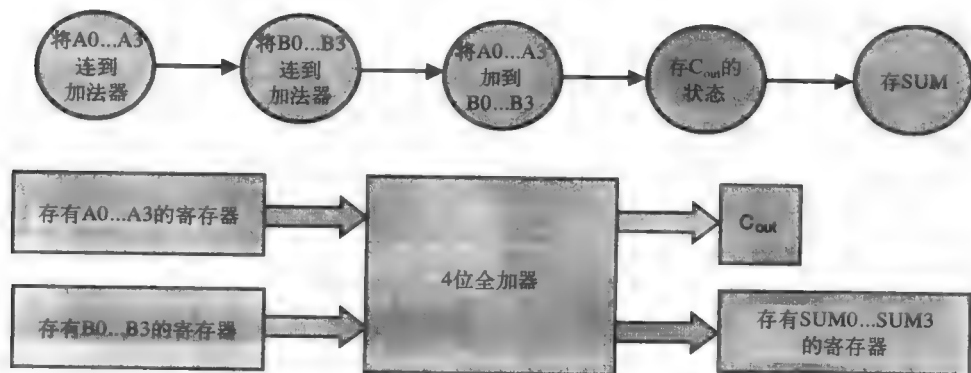 将A0...A3
连到
加法器
将B0...B3
连到
加法器
将A0...A3
加到
B0...B3
存Cout的
状态
存SUM
存有A0...A3的寄存器
4位全加器
Cout
存有B0...B3的寄存器
存有SUM0...SUM3
的寄存器